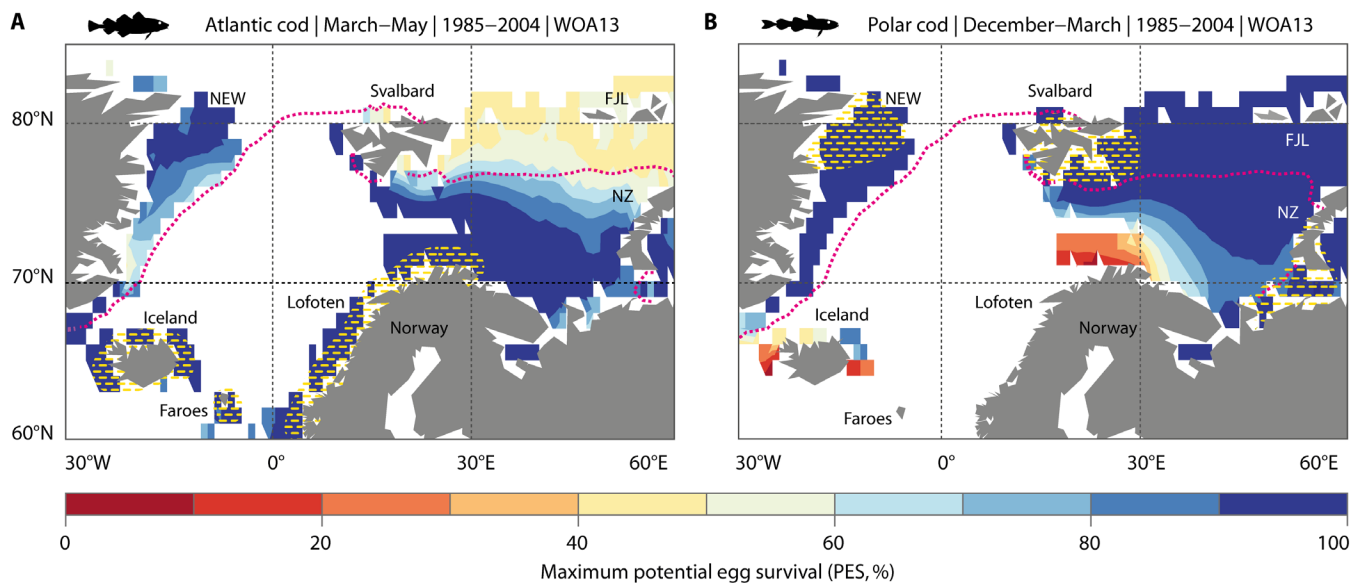 A Atlantic cod | March–May | 1985–2004 | WOA13
B Polar cod | December–March | 1985–2004 | WOA13
80°N
70°N
60°N
NEW
Svalbard
FJL
NZ
Lofoten
Iceland
Norway
Faroes
30°W 0° 30°E 60°E
NEW
Svalbard
FJL
NZ
Lofoten
Iceland
Norway
Faroes
30°W 0° 30°E 60°E
0 20 40 60 80 100
Maximum potential egg survival (PES, %)